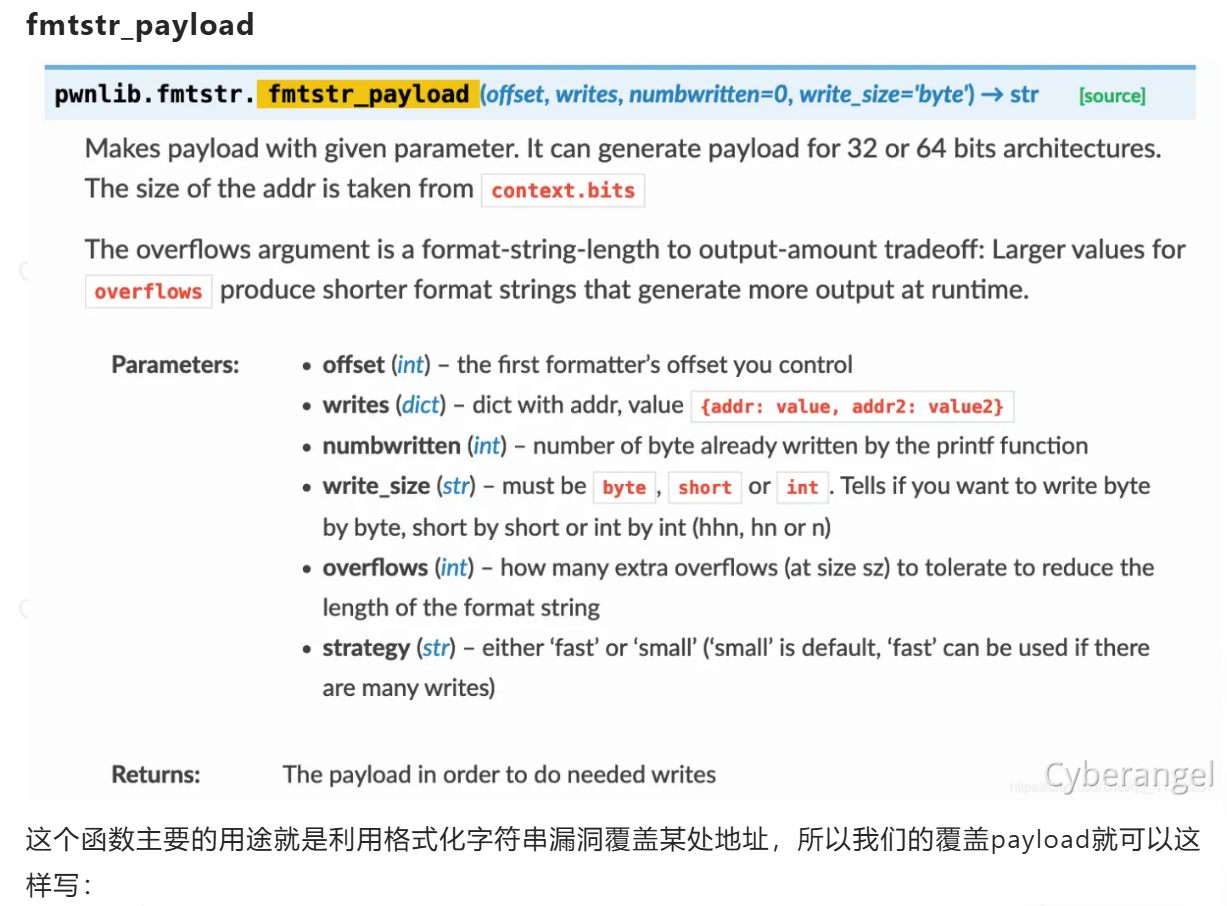 fmtstr_payload
pwnlib.fmtstr. fmtstr_payload (offset, writes, numbwritten=0, write_size='byte') → str [source]
Makes payload with given parameter. It can generate payload for 32 or 64 bits architectures.
The size of the addr is taken from context.bits
The overflows argument is a format-string-length to output-amount tradeoff: Larger values for
overflows produce shorter format strings that generate more output at runtime.
Parameters: • offset (int) – the first formatter’s offset you control
• writes (dict) – dict with addr, value {addr: value, addr2: value2}
• numbwritten (int) – number of byte already written by the printf function
• write_size (str) – must be byte , short or int . Tells if you want to write byte
by byte, short by short or int by int (hhn, hn or n)
• overflows (int) – how many extra overflows (at size sz) to tolerate to reduce the
length of the format string
• strategy (str) – either ‘fast’ or ‘small’ (‘small’ is default, ‘fast’ can be used if there
are many writes)
Returns: The payload in order to do needed writes
Cyberangel
这个函数主要的用途就是利用格式化字符串漏洞覆盖某处地址，所以我们的覆盖payload就可以这
样写：